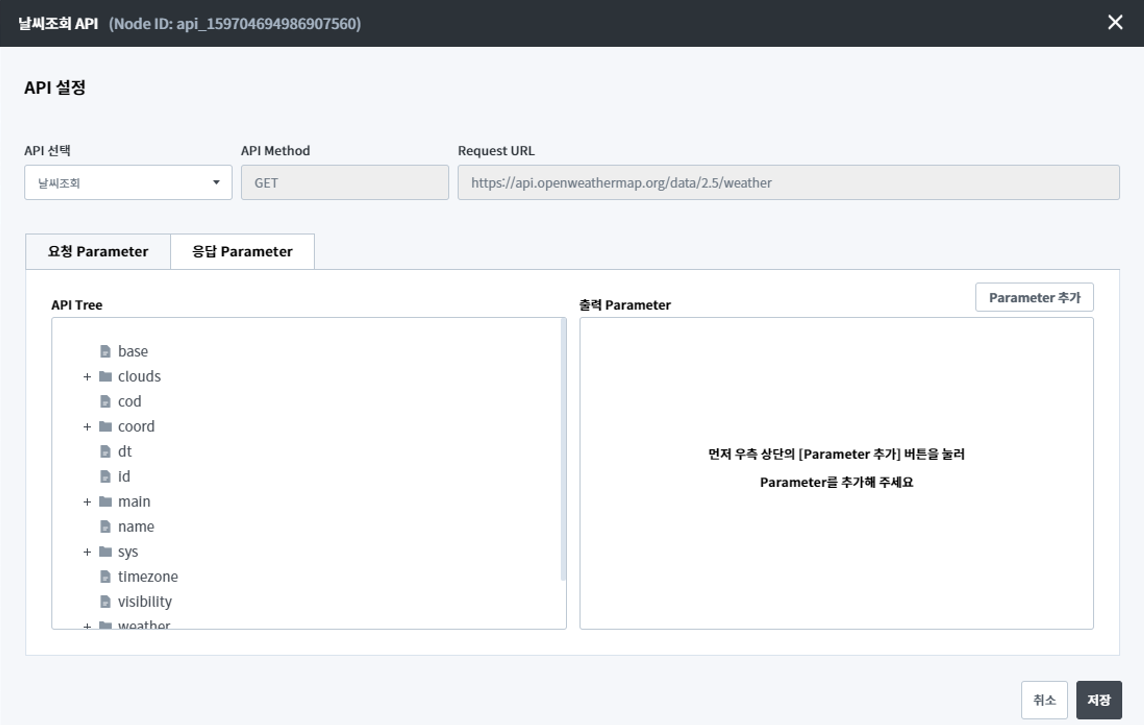 날씨조회 API (Node ID: api_159704694986907560)
API 설정
API 선택 API Method Request URL
날씨조회 GET https://api.openweathermap.org/data/2.5/weather
요청 Parameter 응답 Parameter
Parameter 추가
API Tree 출력 Parameter
base
+ clouds
cod
+ coord
dt
id
+ main
name
+ sys
timezone
visibility
+ weather
먼저 우측 상단의 [Parameter 추가] 버튼을 눌러
Parameter를 추가해 주세요
취소 저장